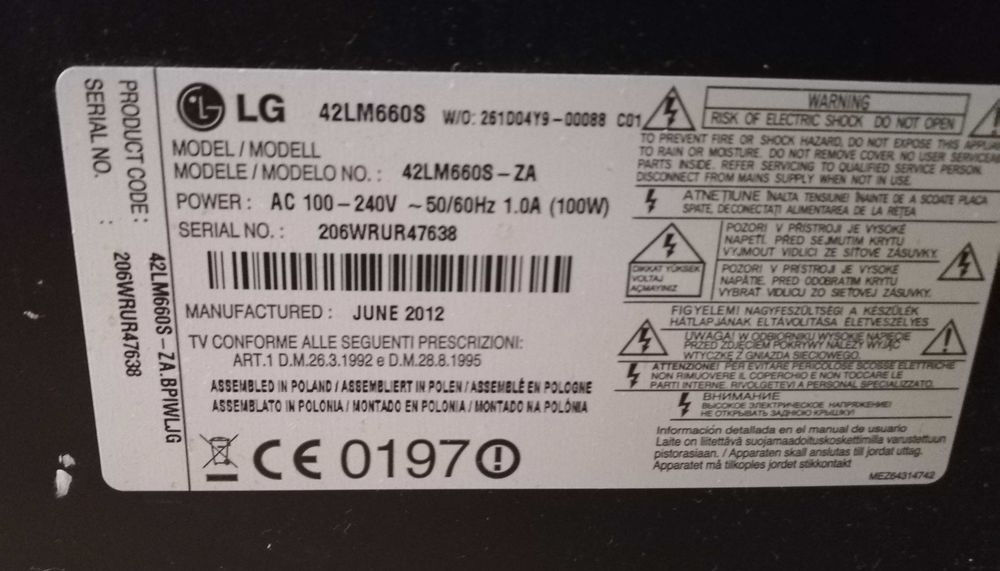 PRODUCT CODE : 42LM660S-ZA.BPIWLJG
SERIAL NO. 206WRUR47638
LG 42LM660S W/O: 261D04Y9-00088 C01
MODEL / MODELL
MODELE / MODELO NO. : 42LM660S-ZA
POWER : AC 100-240V ~50/60Hz 1.0A (100W)
SERIAL NO. : 206WRUR47638
MANUFACTURED : JUNE 2012
TV CONFORME ALLE SEGUENTI PRESCRIZIONI:
ART.1 D.M.26.3.1992 e D.M.28.8.1995
ASSEMBLED IN POLAND / ASSEMBLIERT IN POLEN / ASSEMBLÉ EN POLOGNE
ASSEMBLATO IN POLONIA / MONTADO EN POLONIA / MONTADO NA POLÓNIA
CE 0197
WARNING
RISK OF ELECTRIC SHOCK DO NOT OPEN
TO PREVENT FIRE OR SHOCK HAZARD, DO NOT EXPOSE THIS
TO RAIN OR MOISTURE. DO NOT REMOVE COVER. NO USER
PARTS INSIDE. REFER SERVICING TO QUALIFIED SERVICE PERSON.
DISCONNECT FROM MAINS SUPPLY WHEN NOT IN USE.
ATNEŢIUNE ÎNALTA TENSIUNE! ÎNAINTE DE A SCOATE PLACA
SPATE, DECONECTAŢI ALIMENTAREA DE LA REŢEA
DIKKAT YÜKSEK
VOLTAJ
AÇMAYINIZ
POZOR! V PŘÍSTROJI JE VYSOKÉ
NAPĚTÍ. PŘED SEJMUTÍM KRYTU
VYJMOUT VIDLICI ZE SÍŤOVÉ ZÁSUVKY.
POZOR! V PRÍSTROJI JE VYSOKÉ
NAPÄTIE. PRED ODOBRATÍM KRYTU
VYBRAŤ VIDLICU ZO SIEŤOVEJ ZÁSUVKY.
FIGYELEM! NAGYFESZÜLTSÉG! A KÉSZÜLÉK
HÁTLAPJÁNAK ELTÁVOLÍTÁSA ÉLETVESZÉLYES
UWAGA! W ODBIORNIKU WYSOKIE NAPIĘCIE
PRZED ZDJĘCIEM POKRYWY NALEŻY WYJĄĆ
WTYCZKĘ Z GNIAZDA SIECIOWEGO.
ATTENZIONE! PER EVITARE PERICOLOSE SCOSSE ELETTRICHE
NON RIMUOVERE IL COPERCHIO E NON TOCCARE LE
PARTI INTERNE. RIVOLGETEVI A PERSONAL SPECIALIZZATO
ВНИМАНИЕ
ВЫСОКОЕ ЭЛЕКТРИЧЕСКОЕ НАПРЯЖЕНИЕ!
НЕ ОТКРЫВАТЬ ЗАДНЮЮ КРЫШКУ!
Información detallada en el manual de usuario
Laite on liitettävä suojamaadoituskoskettimilla varustettuun
pistorasiaan. / Apparaten skall anslutas till jordat uttag.
Apparatet må tilkoples jordet stikkontakt
MEZ64314742